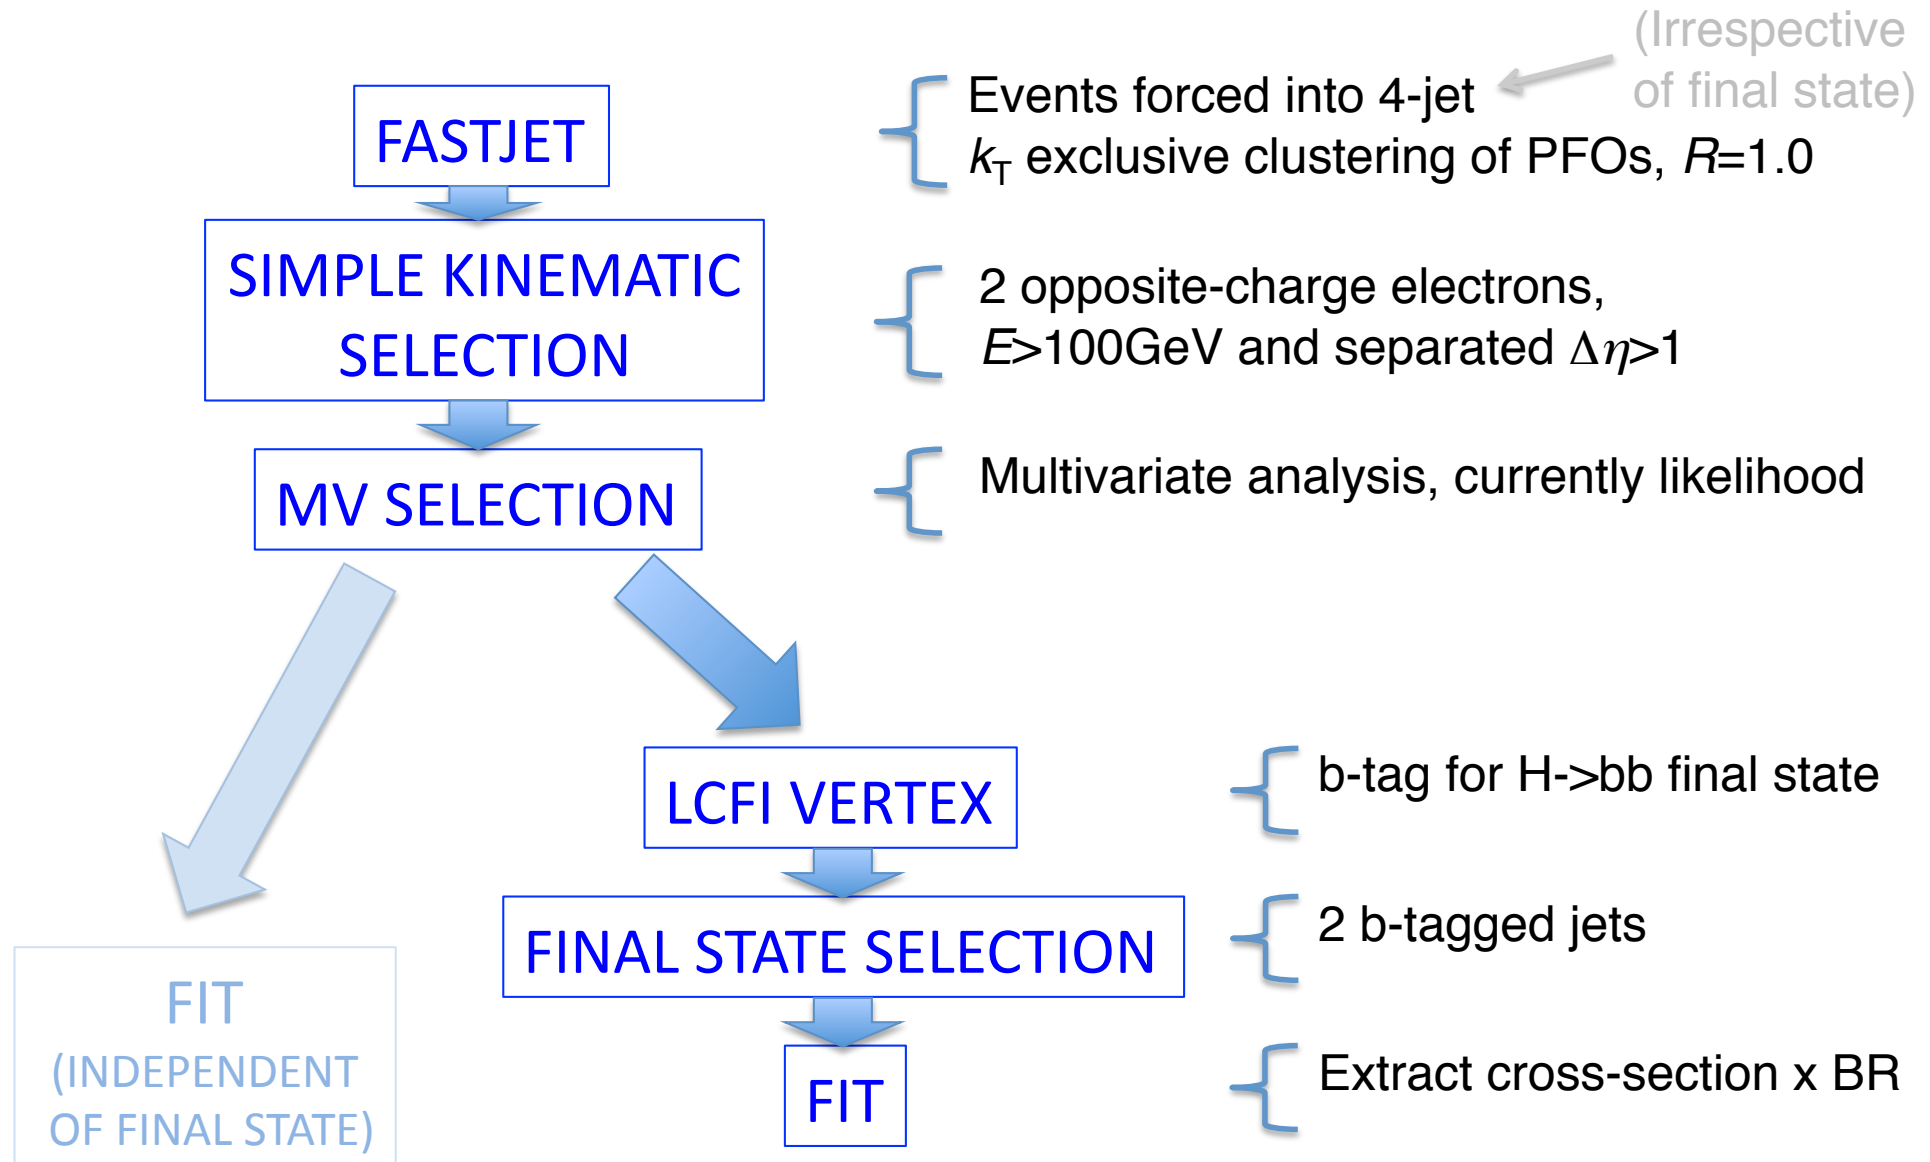 (Irrespective
of final state)
FASTJET
Events forced into 4-jet
kT exclusive clustering of PFOs, R=1.0
SIMPLE KINEMATIC
SELECTION
2 opposite-charge electrons,
E>100GeV and separated Δη>1
MV SELECTION
Multivariate analysis, currently likelihood
LCFI VERTEX
b-tag for H->bb final state
FINAL STATE SELECTION
2 b-tagged jets
FIT
(INDEPENDENT
OF FINAL STATE)
FIT
Extract cross-section x BR